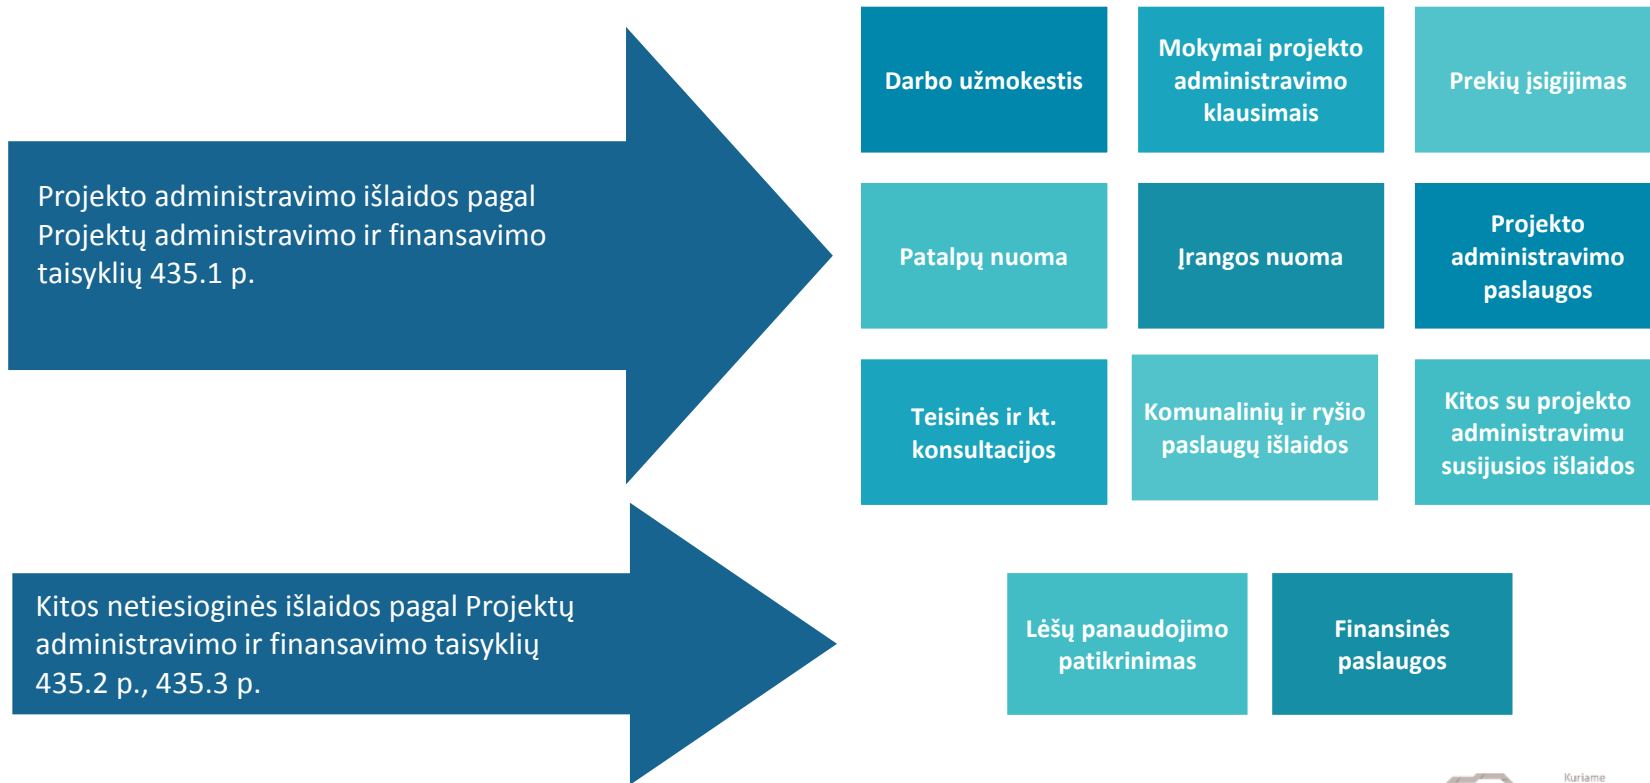 Projekto administravimo išlaidos pagal
Projektų administravimo ir finansavimo
taisyklių 435.1 p.
Darbo užmokestis
Mokymai projekto
administravimo
klausimais
Prekių įsigijimas
Patalpų nuoma
Įrangos nuoma
Projekto
administravimo
paslaugos
Teisinės ir kt.
konsultacijos
Komunalinių ir ryšio
paslaugų išlaidos
Kitos su projekto
administravimu
susijusios išlaidos
Kitos netiesioginės išlaidos pagal Projektų
administravimo ir finansavimo taisyklių
435.2 p., 435.3 p.
Lėšų panaudojimo
patikrinimas
Finansinės
paslaugos
Kuriame